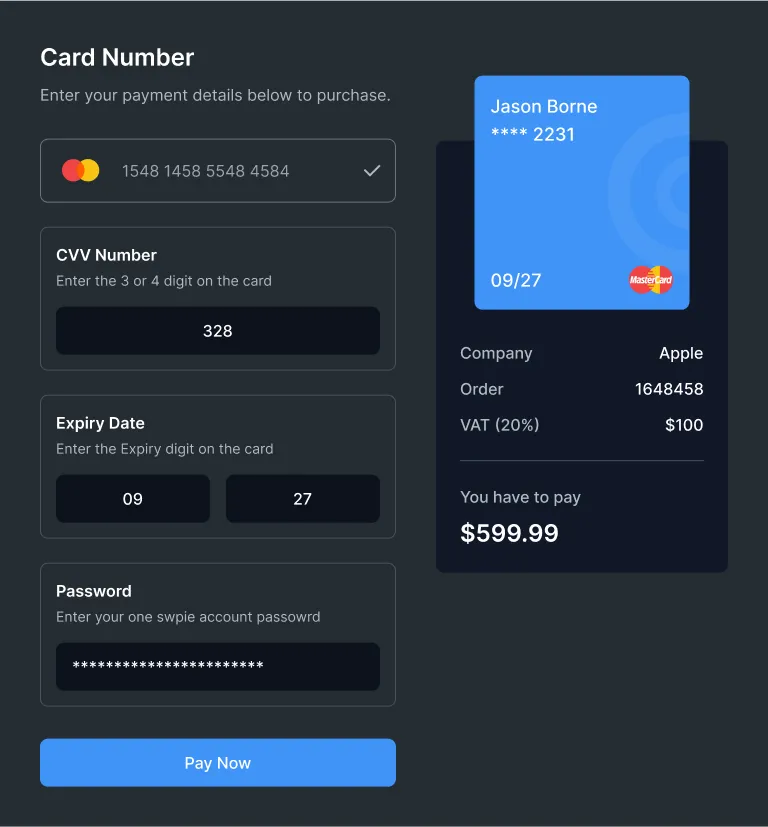 Card Number
Enter your payment details below to purchase.
1548 1458 5548 4584
CVV Number
Enter the 3 or 4 digit on the card
328
Expiry Date
Enter the Expiry digit on the card
09 27
Password
Enter your one swpie account passowrd
***********************
Pay Now
Jason Borne
**** 2231
09/27 MasterCard
Company Apple
Order 1648458
VAT (20%) $100
You have to pay
$599.99